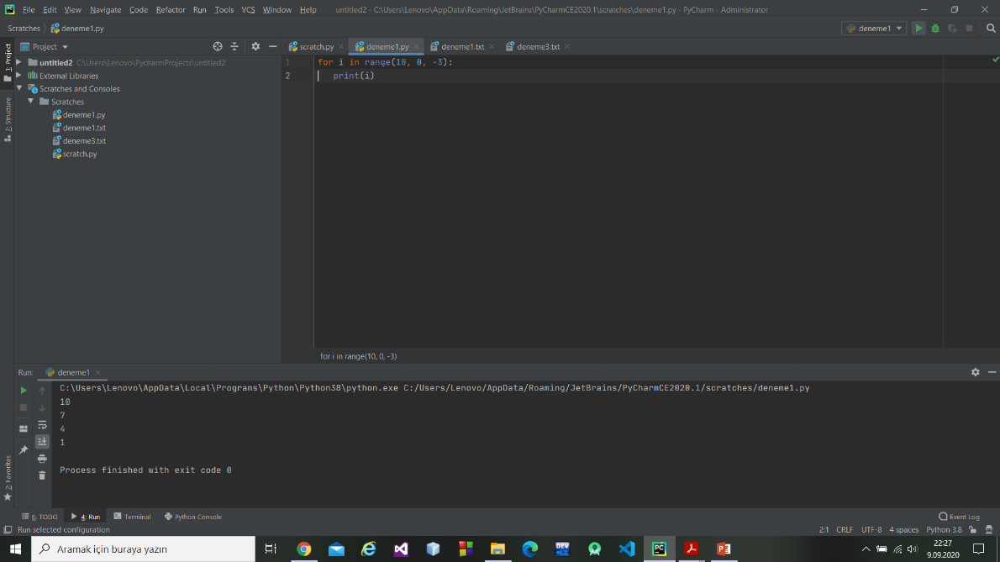 File Edit View Navigate Code Refactor Run Tools VCS Window Help untitled2 - C:\Users\Lenovo\AppData\Roaming\JetBrains\PyCharmCE2020.1\scratches\deneme1.py - PyCharm - Administrator
Scratches deneme1.py deneme1
1: Project
Project
scratch.py deneme1.py deneme1.txt deneme3.txt
untitled2 C:\Users\Lenovo\PycharmProjects\untitled2
External Libraries
Scratches and Consoles
Scratches
deneme1.py
deneme1.txt
deneme3.txt
scratch.py
7: Structure
1 for i in range(10, 0, -3):
2 print(i)
for i in range(10, 0, -3)
Run: deneme1
C:\Users\Lenovo\AppData\Local\Programs\Python\Python38\python.exe C:/Users/Lenovo/AppData/Roaming/JetBrains/PyCharmCE2020.1/scratches/deneme1.py
10
7
4
1
Process finished with exit code 0
2: Favorites
6: TODO 4: Run Terminal Python Console Event Log
Run selected configuration 2:1 CRLF UTF-8 4 spaces Python 3.8
Aramak için buraya yazın
DEV
PC
22:27
9.09.2020